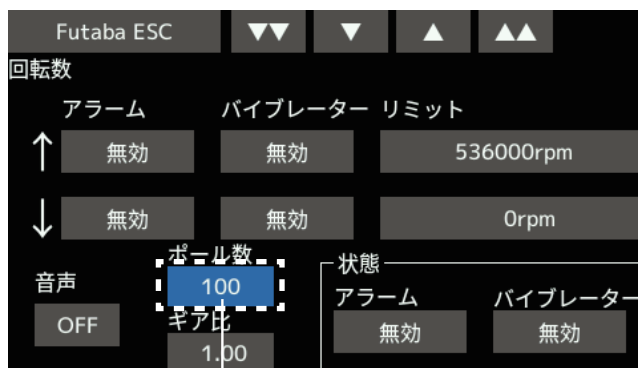 Futaba ESC ▼▼ ▼ ▲ ▲▲
回転数
アラーム バイブレーター リミット
↑ 無効 無効 536000rpm
↓ 無効 無効 0rpm
ポール数 状態
音声 100 アラーム バイブレーター
OFF ギア比 無効 無効
1.00